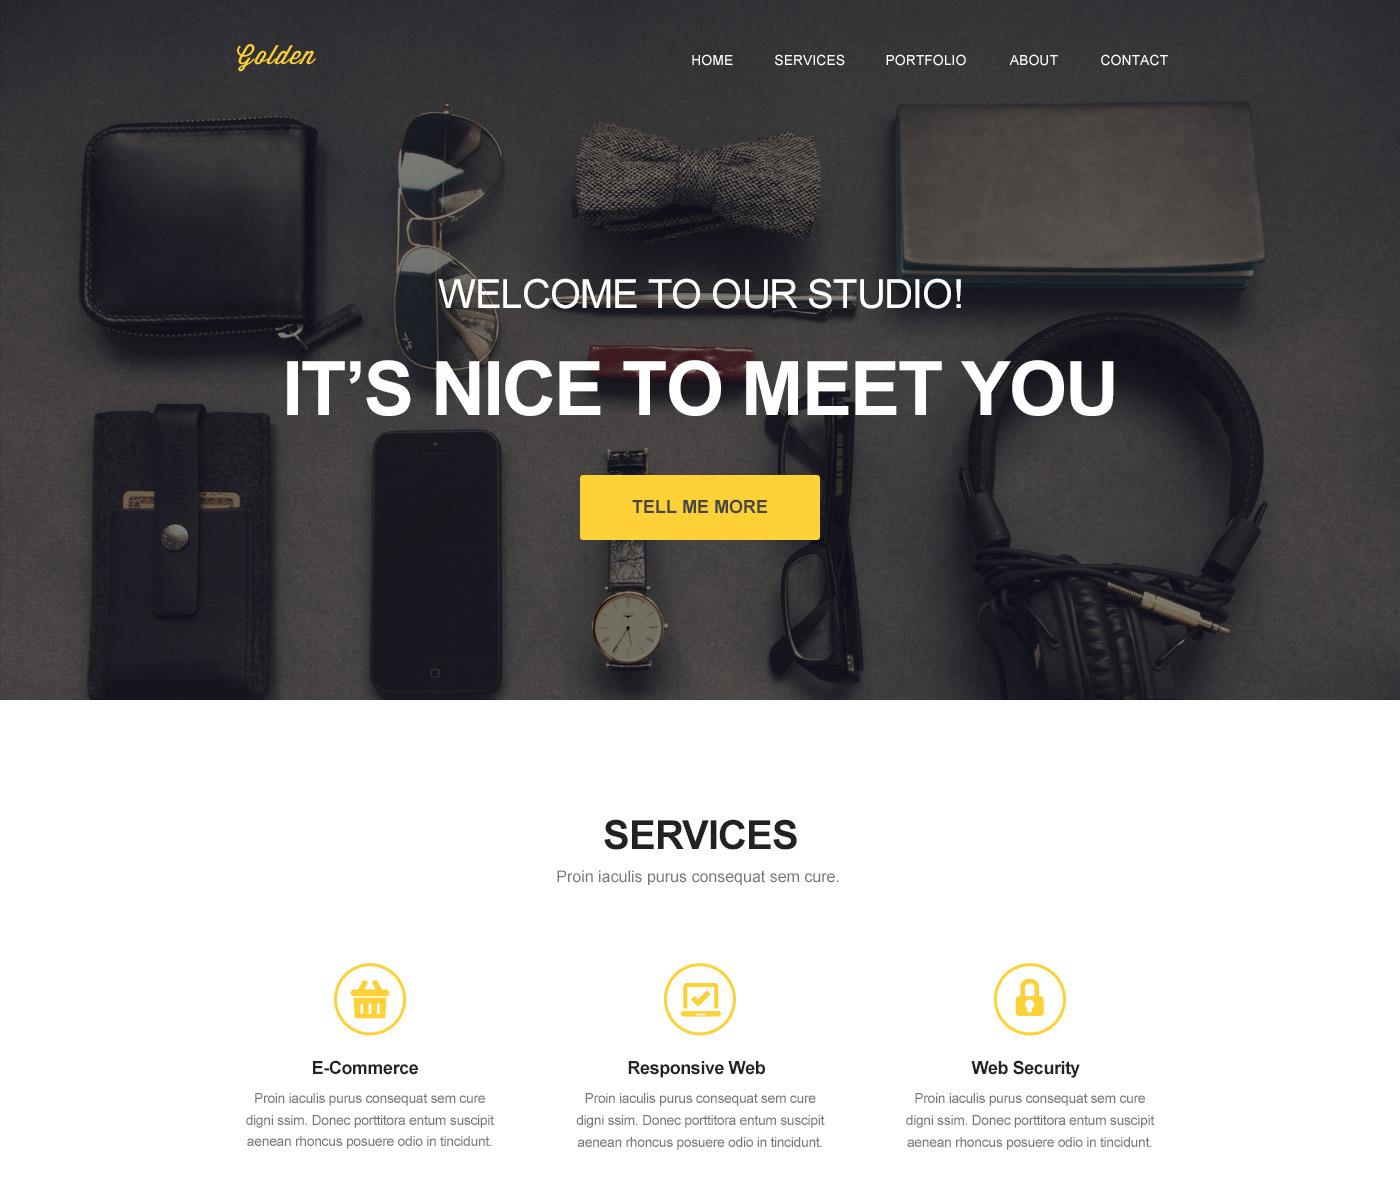 Golden
HOME SERVICES PORTFOLIO ABOUT CONTACT
WELCOME TO OUR STUDIO!
IT’S NICE TO MEET YOU
TELL ME MORE
SERVICES
Proin iaculis purus consequat sem cure.
E-Commerce
Proin iaculis purus consequat sem cure
digni ssim. Donec porttitora entum suscipit
aenean rhoncus posuere odio in tincidunt.
Responsive Web
Proin iaculis purus consequat sem cure
digni ssim. Donec porttitora entum suscipit
aenean rhoncus posuere odio in tincidunt.
Web Security
Proin iaculis purus consequat sem cure
digni ssim. Donec porttitora entum suscipit
aenean rhoncus posuere odio in tincidunt.